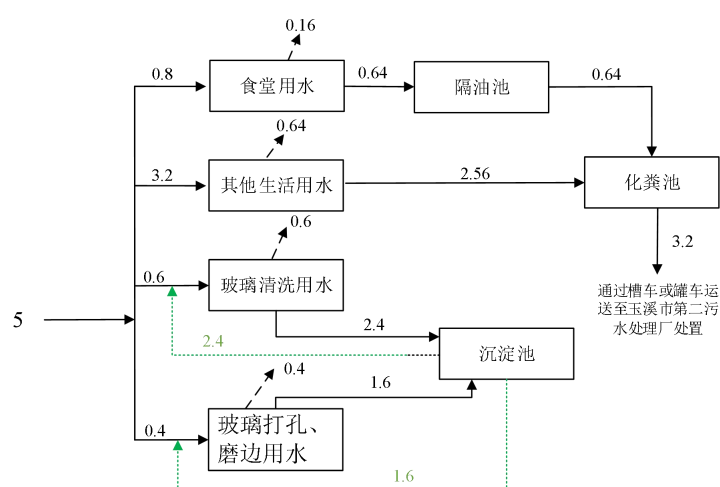 0.16
0.8
食堂用水
0.64
隔油池
0.64
0.64
3.2
其他生活用水
2.56
化粪池
0.6
3.2
0.6
玻璃清洗用水
通过槽车或罐车运
送至玉溪市第二污
水处理厂处置
5
2.4
2.4
沉淀池
0.4
1.6
0.4
玻璃打孔、
磨边用水
1.6